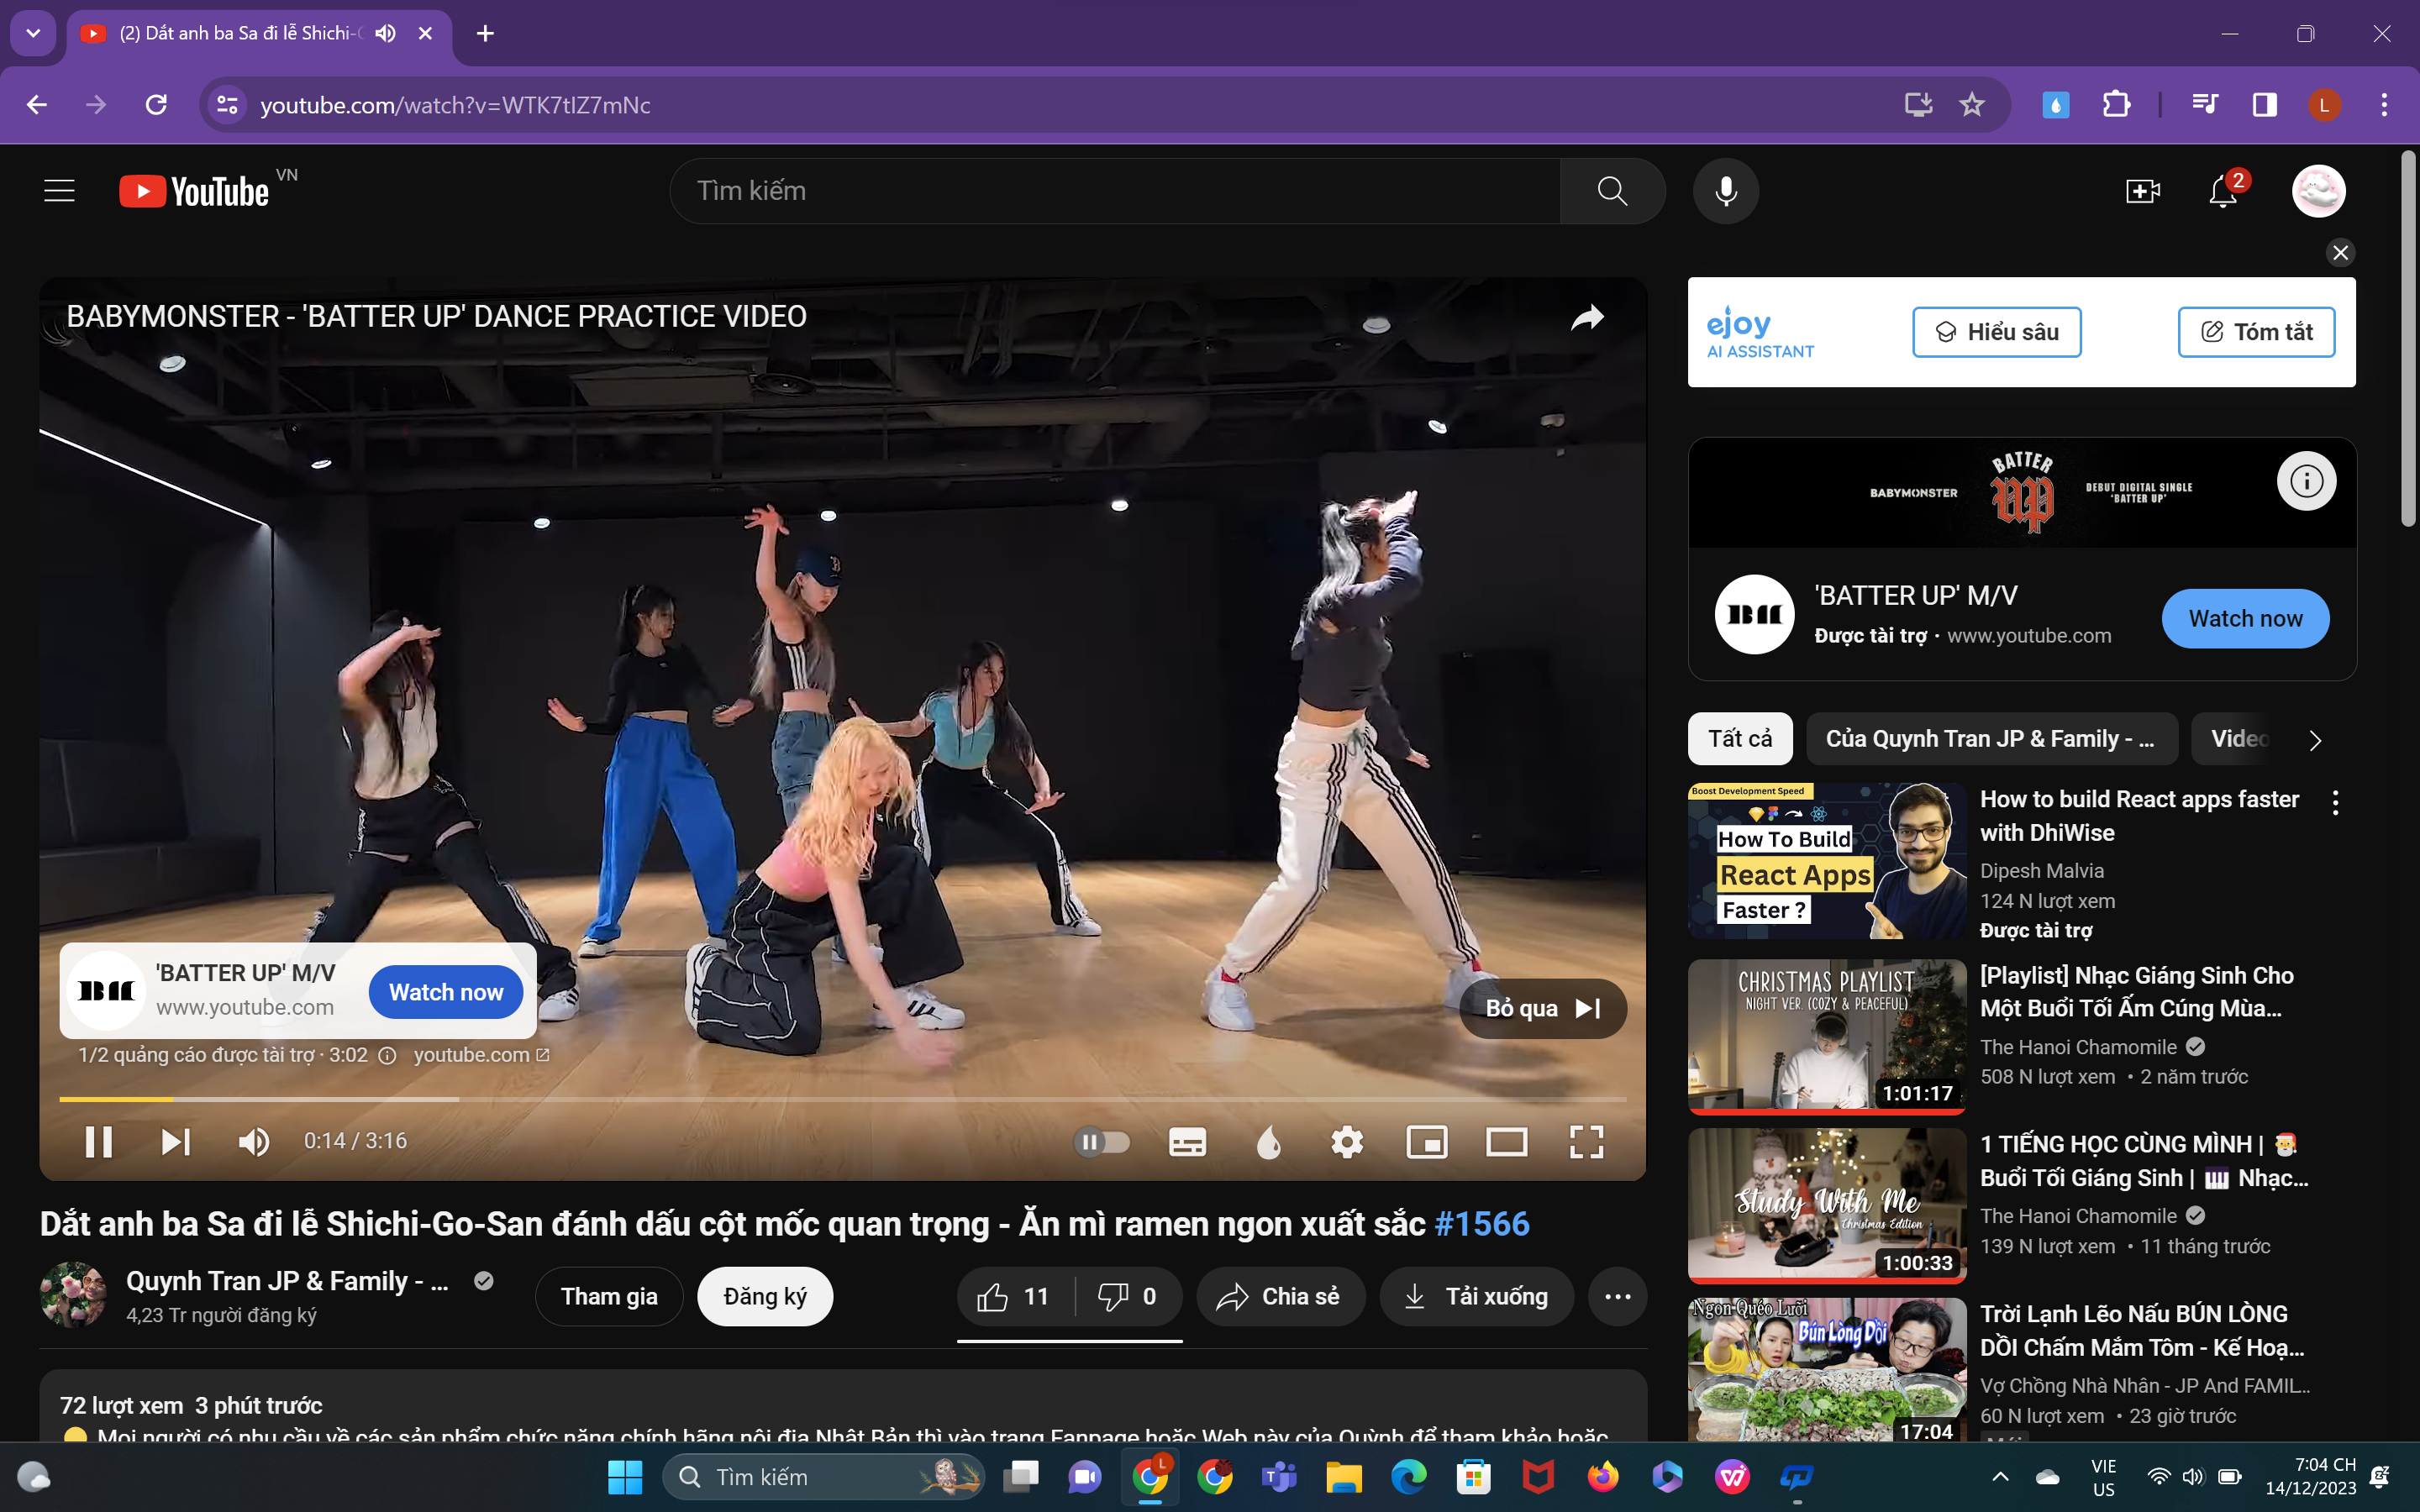 (2) Dắt anh ba Sa đi lễ Shichi-G
youtube.com/watch?v=WTK7tIZ7mNc
L
YouTube VN
Tìm kiếm
2
BABYMONSTER - 'BATTER UP' DANCE PRACTICE VIDEO
'BATTER UP' M/V
www.youtube.com
Watch now
Bỏ qua
1/2 quảng cáo được tài trợ · 3:02 youtube.com
0:14 / 3:16
Dắt anh ba Sa đi lễ Shichi-Go-San đánh dấu cột mốc quan trọng - Ăn mì ramen ngon xuất sắc #1566
Quynh Tran JP & Family - ...
4,23 Tr người đăng ký
Tham gia
Đăng ký
11
0
Chia sẻ
Tải xuống
72 lượt xem 3 phút trước
Mọi người có nhu cầu về các sản phẩm chức năng chính hãng nội địa Nhật Bản thì vào trang Fanpage hoặc Web này của Quỳnh để tham khảo hoặc
ejoy
AI ASSISTANT
Hiểu sâu
Tóm tắt
BABYMONSTER
BATTER
UP
DEBUT DIGITAL SINGLE
'BATTER UP'
'BATTER UP' M/V
Được tài trợ · www.youtube.com
Watch now
Tất cả
Của Quynh Tran JP & Family - ...
Video
Boost Development Speed
How To Build
React Apps
Faster ?
How to build React apps faster
with DhiWise
Dipesh Malvia
124 N lượt xem
Được tài trợ
CHRISTMAS PLAYLIST
NIGHT VER. (COZY & PEACEFUL)
1:01:17
[Playlist] Nhạc Giáng Sinh Cho
Một Buổi Tối Ấm Cúng Mùa...
The Hanoi Chamomile
508 N lượt xem • 2 năm trước
Study With Me
Christmas Edition
1:00:33
1 TIẾNG HỌC CÙNG MÌNH | 🎅
Buổi Tối Giáng Sinh | 🎹 Nhạc...
The Hanoi Chamomile
139 N lượt xem • 11 tháng trước
Ngon Quéo Lưỡi
Bún Lòng Dồi
17:04
Trời Lạnh Lẽo Nấu BÚN LÒNG
DỒI Chấm Mắm Tôm - Kế Hoạ...
Vợ Chồng Nhà Nhân - JP And FAMIL...
60 N lượt xem • 23 giờ trước
Mới
Tìm kiếm
L
VIE
US
7:04 CH
14/12/2023